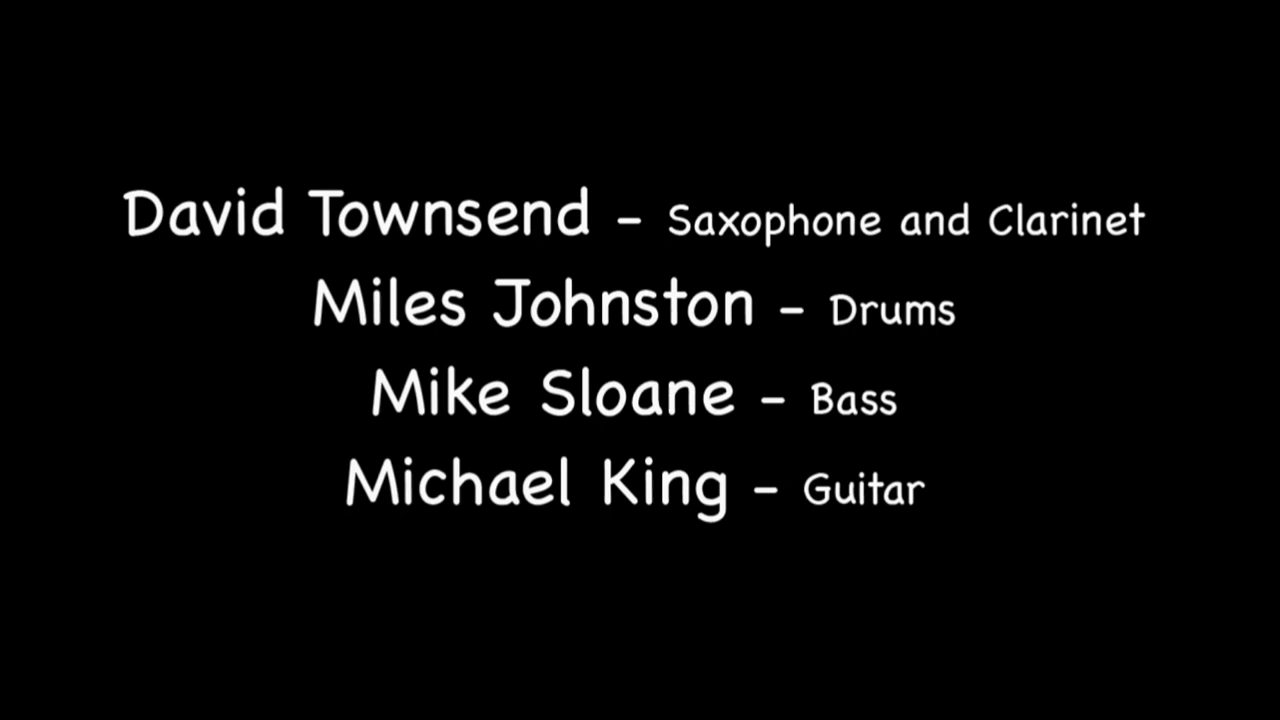 David Townsend - Saxophone and Clarinet
Miles Johnston - Drums
Mike Sloane - Bass
Michael King - Guitar